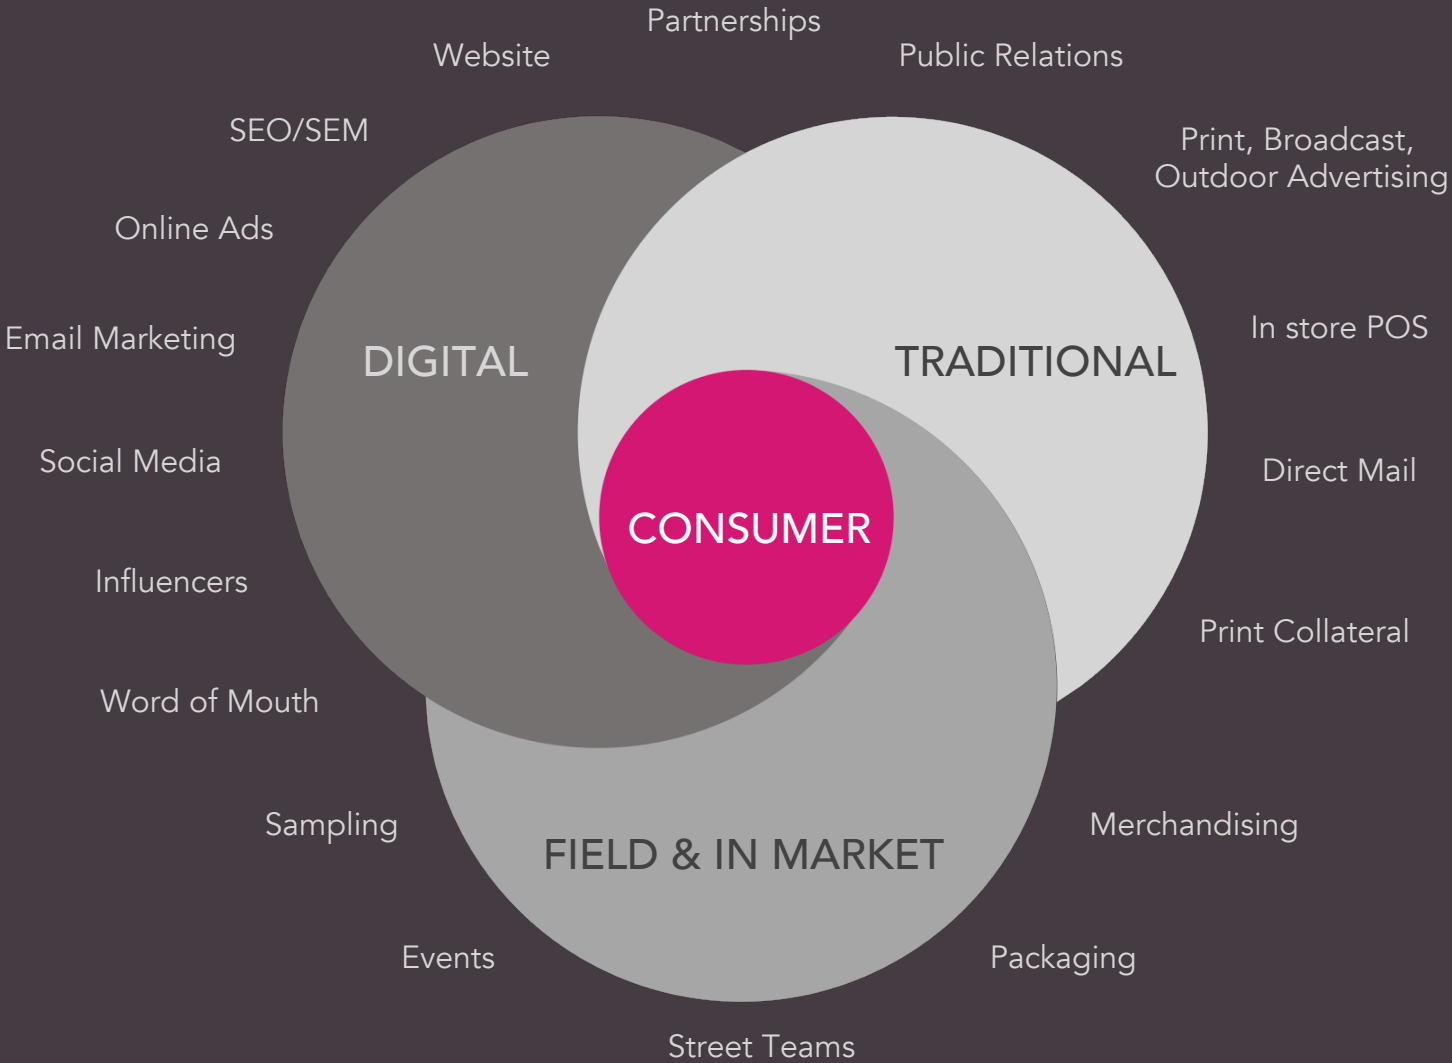 Partnerships
Website
Public Relations
SEO/SEM
Print, Broadcast,
Outdoor Advertising
Online Ads
In store POS
Email Marketing
DIGITAL
TRADITIONAL
Social Media
Direct Mail
CONSUMER
Influencers
Print Collateral
Word of Mouth
Sampling
Merchandising
FIELD & IN MARKET
Events
Packaging
Street Teams